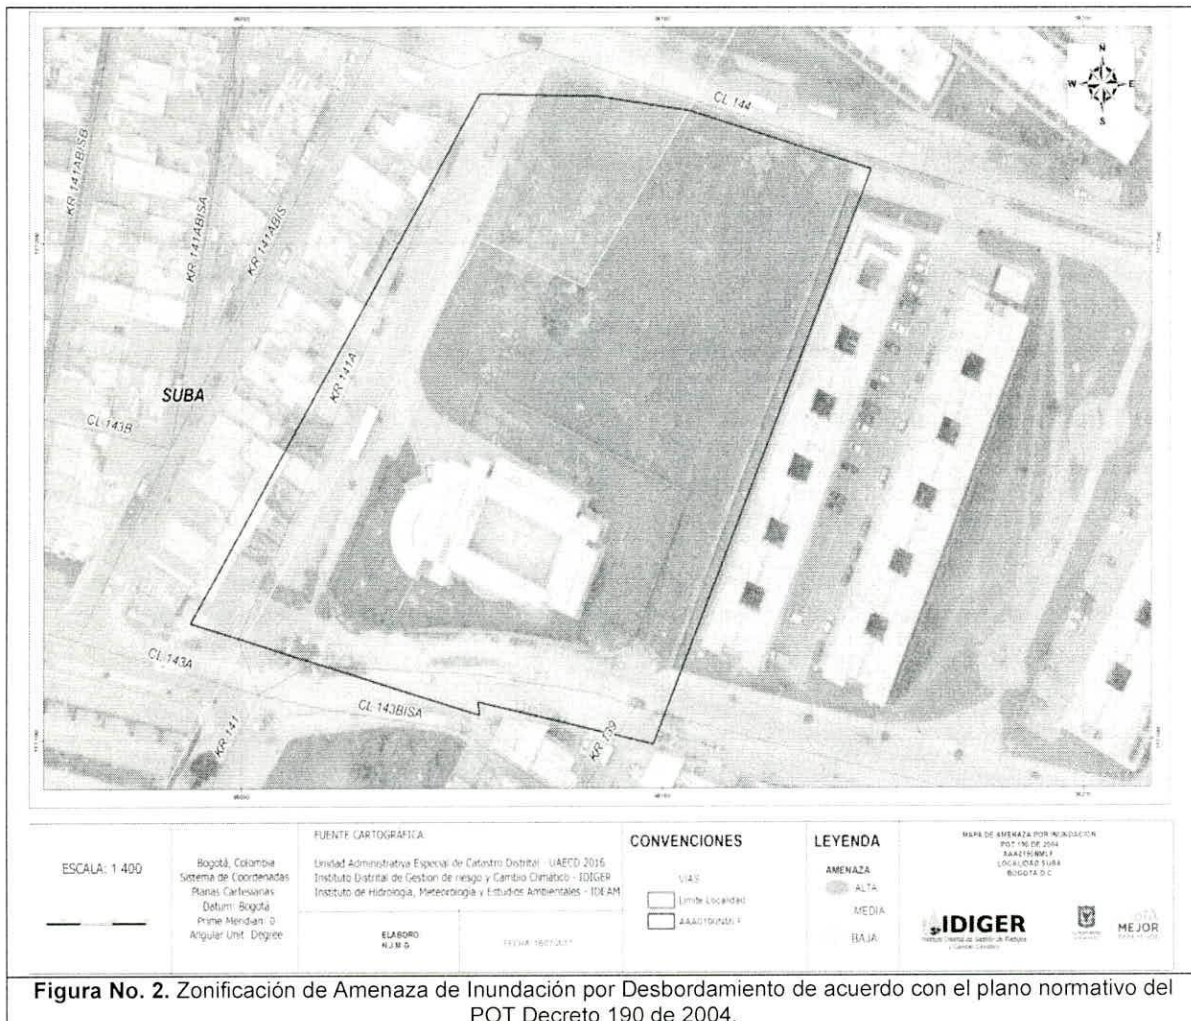 N
W E
S
CL 144
KR 141ABISB
KR 141ABISA
KR 141ABIS
KR 141A
SUBA
CL 143B
CL 143A
CL 143BISA
KR 141
KR 139
ESCALA: 1:400
Bogotá, Colombia
Sistema de Coordenadas
Planas Cartesianas
Datum: Bogotá
Prime Meridian: 0
Angular Unit: Degree
FUENTE CARTOGRAFICA:
Unidad Administrativa Especial de Catastro Distrital - UAECD 2016
Instituto Distrital de Gestion de riesgo y Cambio Climático - IDIGER
Instituto de Hidrologia, Meteorologia y Estudios Ambientales - IDEAM
ELABORO
N.J.M.G
FECHA:
CONVENCIONES
VIAS
Limite Localidad
LEYENDA
AMENAZA
ALTA
MEDIA
BAJA
MAPA DE AMENAZA POR INUNDACION
POT 190 DE 2004
LOCALIDAD SUBA
BOGOTA D.C
IDIGER
MEJOR
Figura No. 2. Zonificación de Amenaza de Inundación por Desbordamiento de acuerdo con el plano normativo del
POT Decreto 190 de 2004.